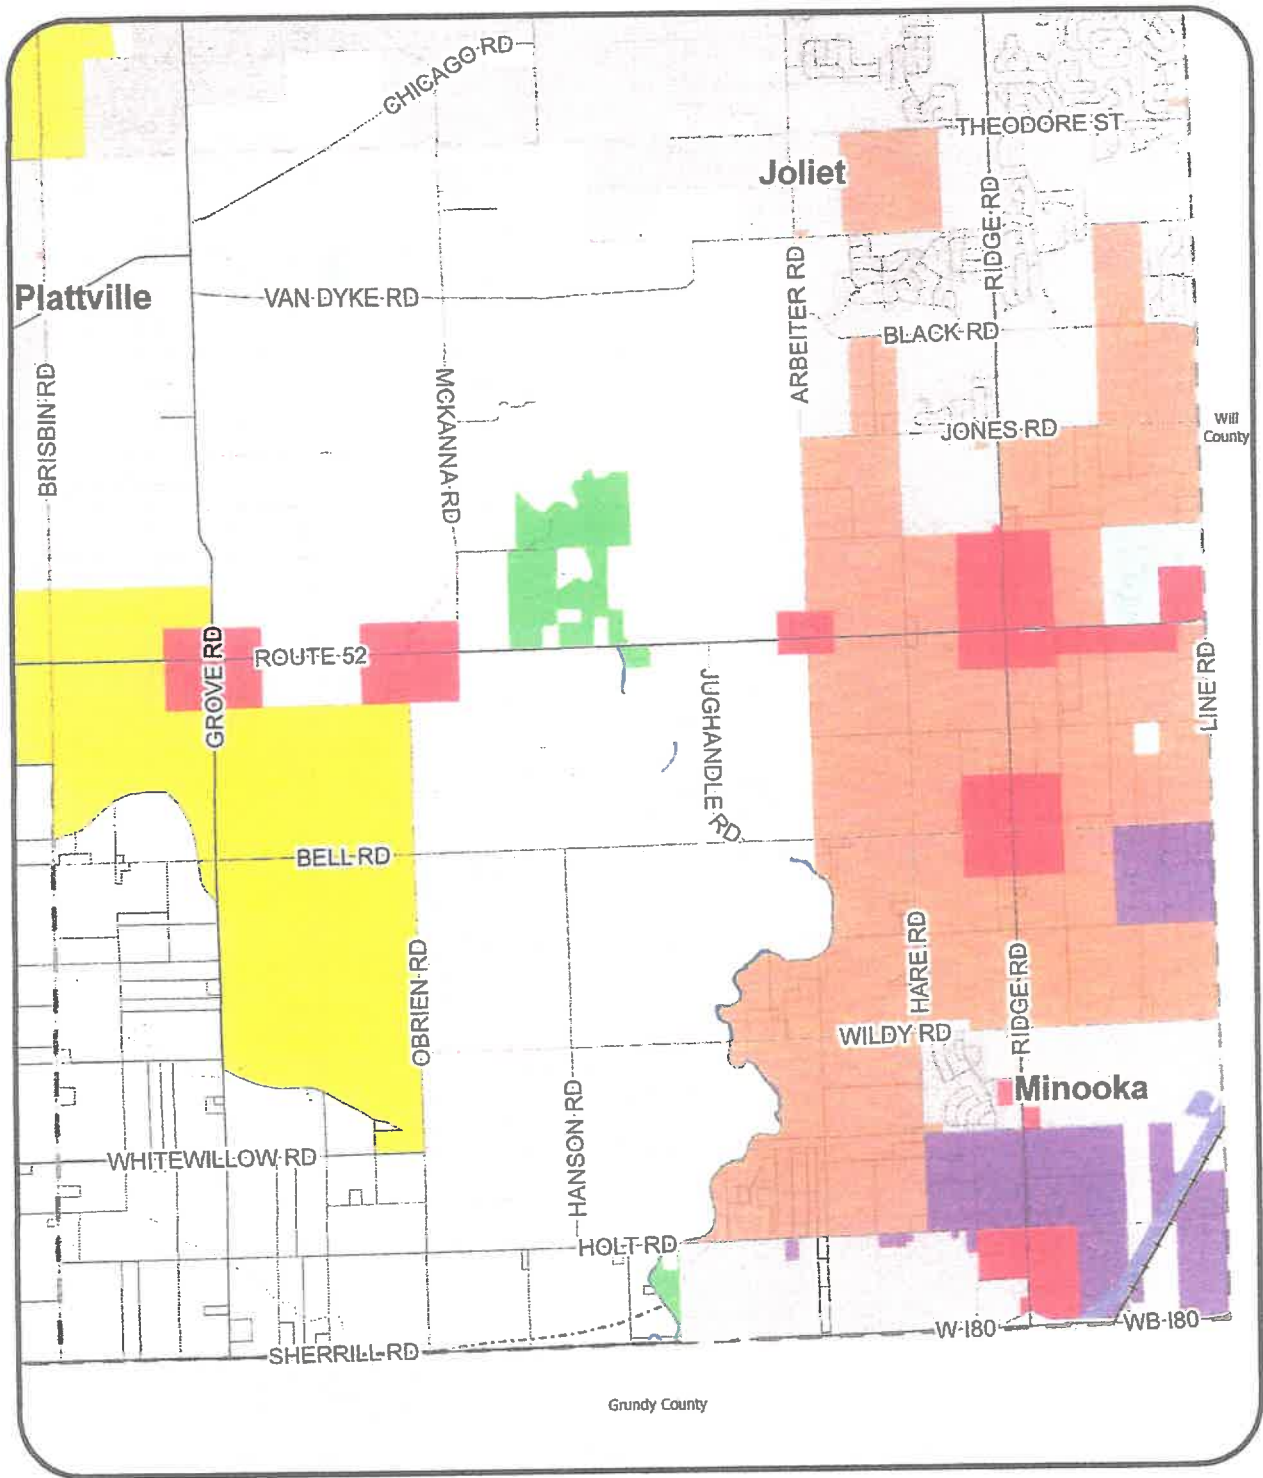 CHICAGO RD
THEODORE ST
Joliet
RIDGE RD
ARBEITER RD
Plattville
VAN DYKE RD
BLACK RD
BRISBIN RD
MCKANNA RD
JONES RD
Will
County
GROVE RD
ROUTE 52
JUGHANDLE RD
LINE RD
BELL RD
OBRIEN RD
HARE RD
RIDGE RD
WILDY RD
Minooka
HANSON RD
WHITEWILLOW RD
HOLT RD
W-I80
WB-I80
SHERRILL RD
Grundy County